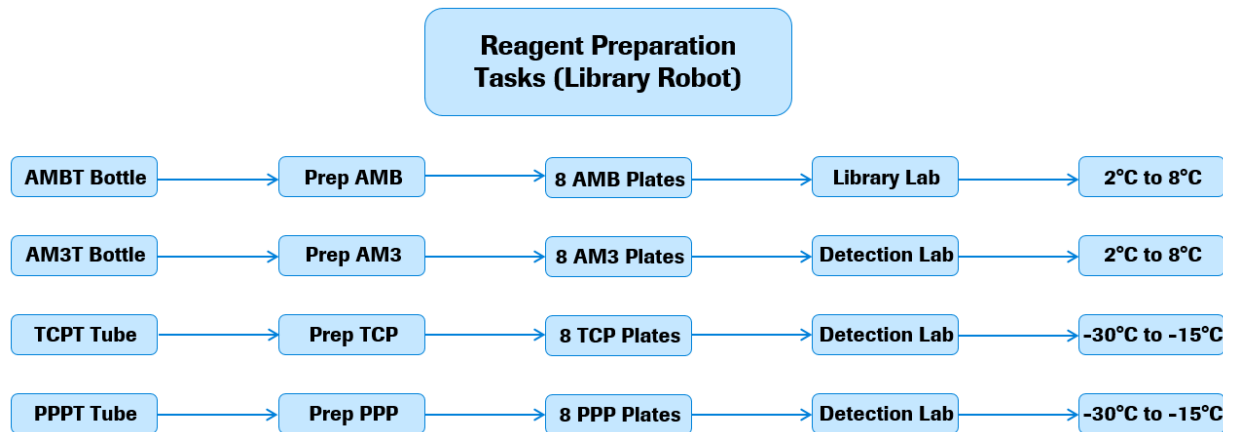 Reagent Preparation
Tasks (Library Robot)
AMBT Bottle Prep AMB 8 AMB Plates Library Lab 2°C to 8°C
AM3T Bottle Prep AM3 8 AM3 Plates Detection Lab 2°C to 8°C
TCPT Tube Prep TCP 8 TCP Plates Detection Lab -30°C to -15°C
PPPT Tube Prep PPP 8 PPP Plates Detection Lab -30°C to -15°C